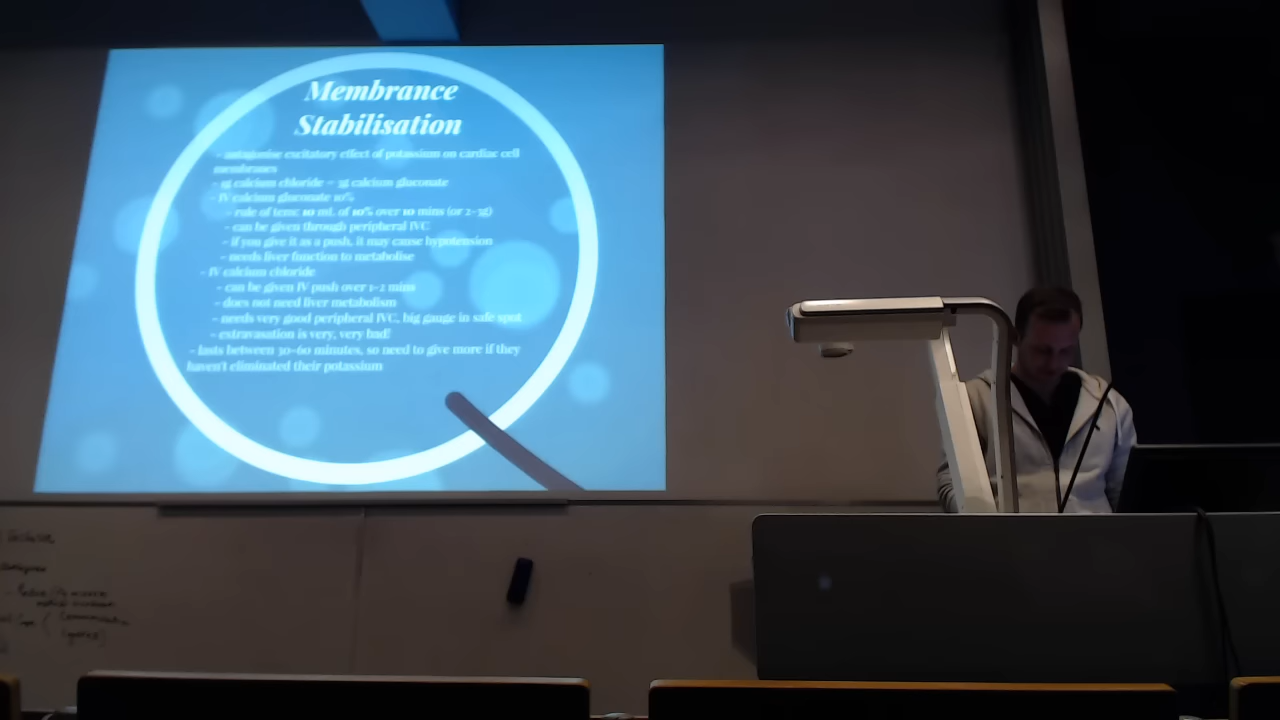 Membrance
Stabilisation
- antagonise excitatory effect of potassium on cardiac cell
membranes
- 1g calcium chloride = 3g calcium gluconate
- IV calcium gluconate 10%
- rule of tens: 10 mL of 10% over 10 mins (or 2-3g)
- can be given through peripheral IVC
- if you give it as a push, it may cause hypotension
- needs liver function to metabolise
- IV calcium chloride
- can be given IV push over 1-2 mins
- does not need liver metabolism
- needs very good peripheral IVC, big gauge in safe spot
- extravasation is very, very bad!
- lasts between 30-60 minutes, so need to give more if they
haven't eliminated their potassium